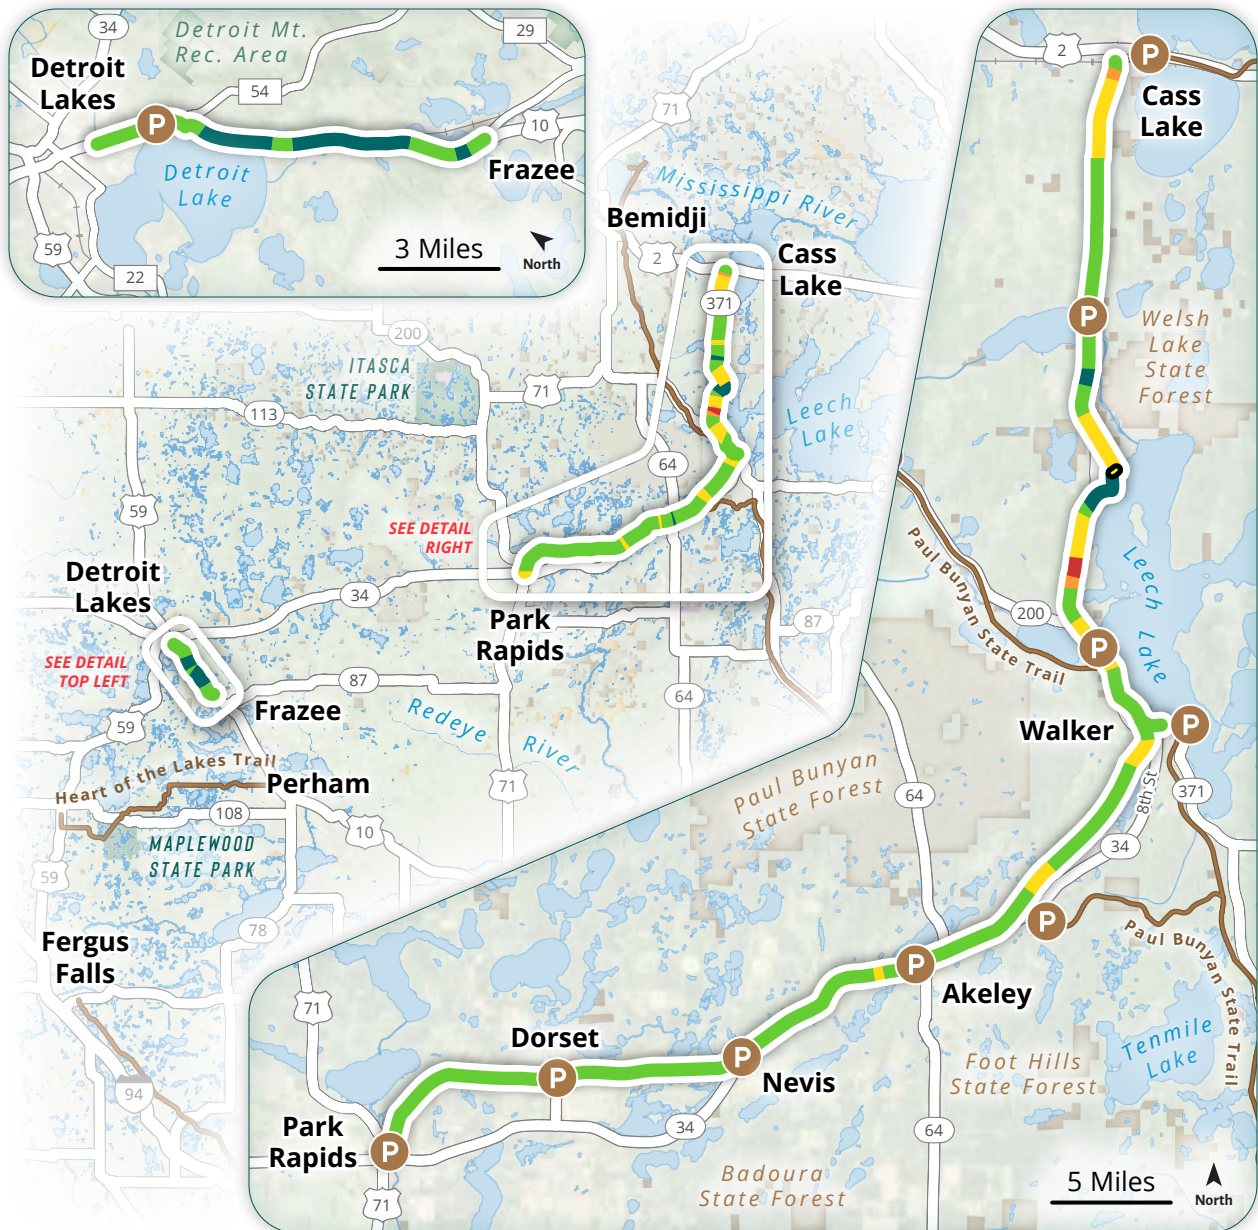 34
Detroit Mt.
Rec. Area
29
Detroit
Lakes
54
P
10
Frazee
Detroit
Lake
59
22
3 Miles
North
71
Mississippi River
Bemidji
2
Cass
Lake
371
200
ITASCA
STATE PARK
71
113
Leech
Lake
64
59
SEE DETAIL
RIGHT
Detroit
Lakes
34
Park
Rapids
87
SEE DETAIL
TOP LEFT
87
64
Frazee
59
Redeye River
Heart of the Lakes Trail
Perham
71
108
10
MAPLEWOOD
STATE PARK
59
78
Fergus
Falls
94
2
P
Cass
Lake
P
Welsh
Lake
State
Forest
Leech Lake
Paul Bunyan State Trail
200
P
Walker
P
8th St
371
Paul Bunyan
State Forest
64
34
P
Paul Bunyan State Trail
P
Akeley
71
Dorset
P
P
Nevis
Tenmile
Lake
Foot Hills
State Forest
Park
Rapids
P
34
64
Badoura
State Forest
71
5 Miles
North